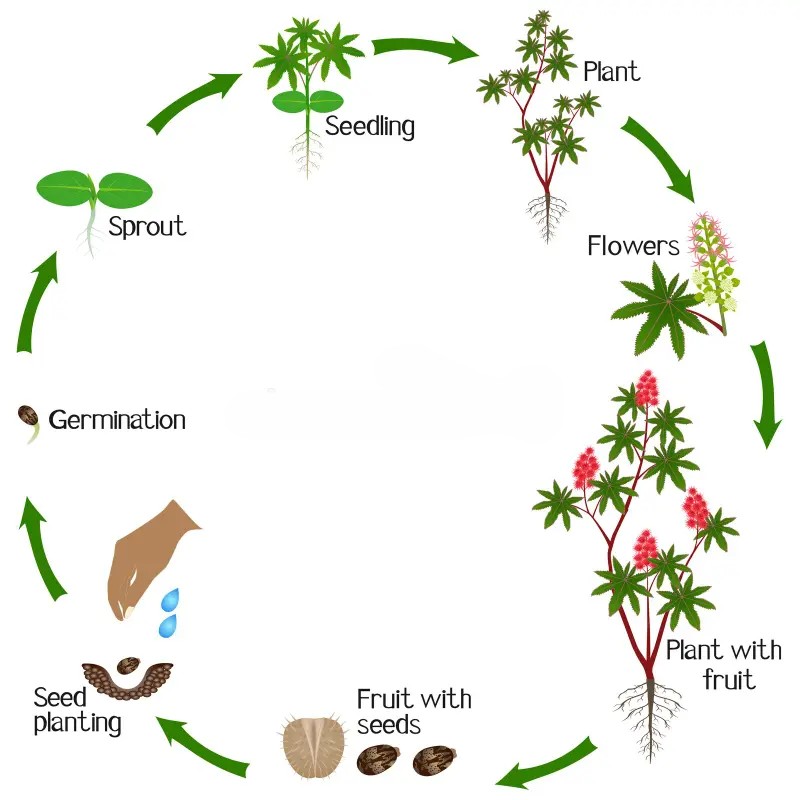 Seedling
Plant
Sprout
Flowers
Germination
Plant with
fruit
Fruit with
seeds
Seed
planting